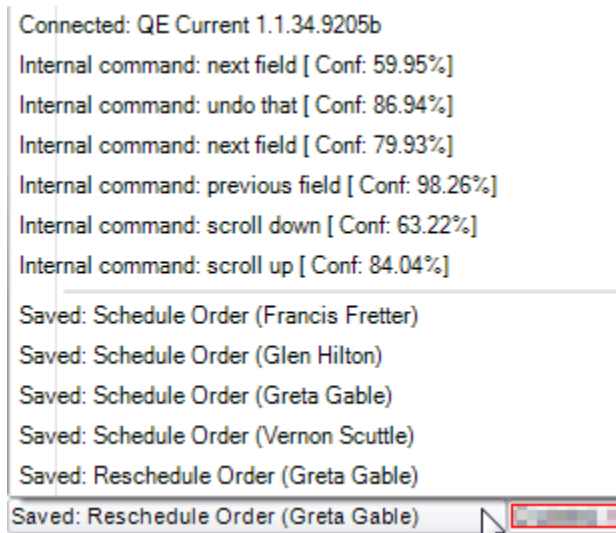 Connected: QE Current 1.1.34.9205b
Internal command: next field [ Conf: 59.95%]
Internal command: undo that [ Conf: 86.94%]
Internal command: next field [ Conf: 79.93%]
Internal command: previous field [ Conf: 98.26%]
Internal command: scroll down [ Conf: 63.22%]
Internal command: scroll up [ Conf: 84.04%]
Saved: Schedule Order (Francis Fretter)
Saved: Schedule Order (Glen Hilton)
Saved: Schedule Order (Greta Gable)
Saved: Schedule Order (Vernon Scuttle)
Saved: Reschedule Order (Greta Gable)
Saved: Reschedule Order (Greta Gable)